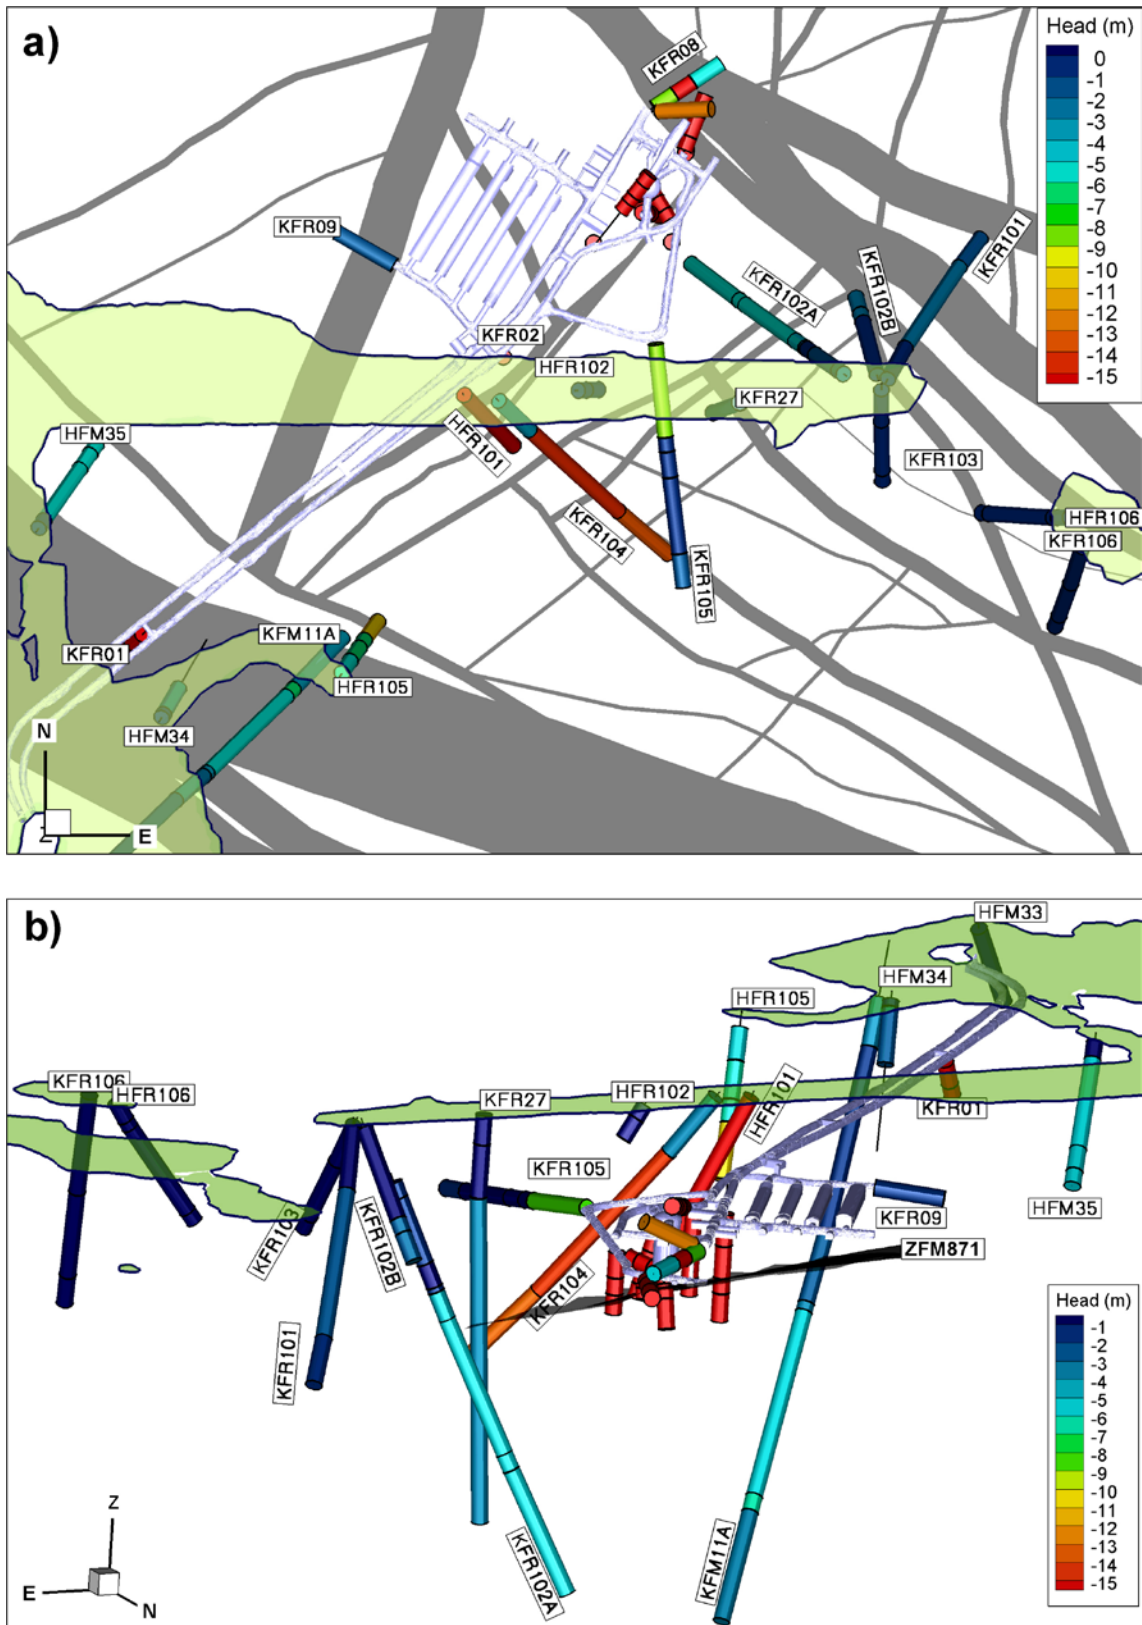 a)
KFR08
Head (m)
0
-1
-2
-3
-4
-5
-6
-7
-8
-9
-10
-11
-12
-13
-14
-15
KFR09
KFR101
KFR102B
KFR102A
KFR02
HFR102
KFR27
HFM35
HFR101
KFR103
KFR104
HFR106
KFR106
KFR105
KFM11A
KFR01
HFR105
HFM34
N
Z
E
b)
HFM33
HFM34
HFR105
KFR106
HFR106
KFR27
HFR102
HFR101
KFR01
KFR105
KFR103
KFR102B
KFR09
HFM35
ZFM871
KFR104
KFR101
Head (m)
-1
-2
-3
-4
-5
-6
-7
-8
-9
-10
-11
-12
-13
-14
-15
KFR102A
KFM11A
Z
E
N